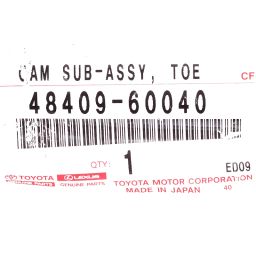 CAM SUB-ASSY, TOE
CF
48409-60040
QTY: 1
E009
TOYOTA LEXUS
GENUINE PARTS GENUINE PARTS
TOYOTA MOTOR CORPORATION
MADE IN JAPAN 40